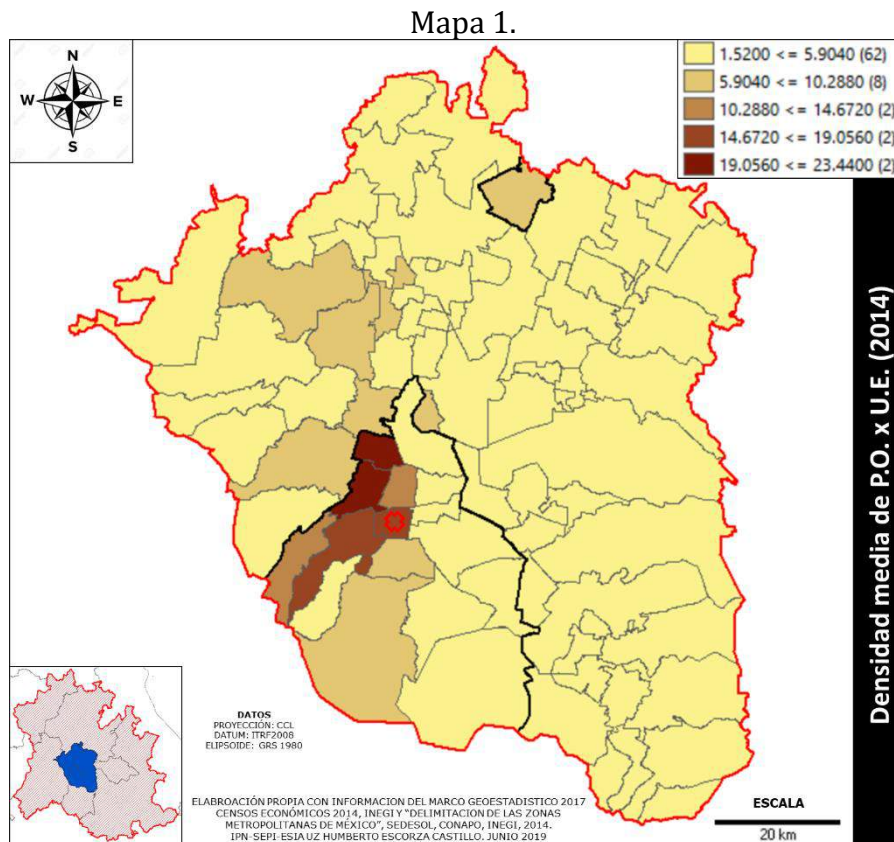 Mapa 1.
N
W E
S
1.5200 <= 5.9040 (62)
5.9040 <= 10.2880 (8)
10.2880 <= 14.6720 (2)
14.6720 <= 19.0560 (2)
19.0560 <= 23.4400 (2)
Densidad media de P.O. x U.E. (2014)
DATOS
PROYECCIÓN: CCL
DATUM: ITRF2008
ELIPSOIDE: GRS 1980
ELABROACIÓN PROPIA CON INFORMACION DEL MARCO GEOESTADISTICO 2017
CENSOS ECONÓMICOS 2014, INEGI Y "DELIMITACION DE LAS ZONAS
METROPOLITANAS DE MÉXICO", SEDESOL, CONAPO, INEGI, 2014.
IPN-SEPI-ESIA UZ HUMBERTO ESCORZA CASTILLO. JUNIO 2019
ESCALA
20 km